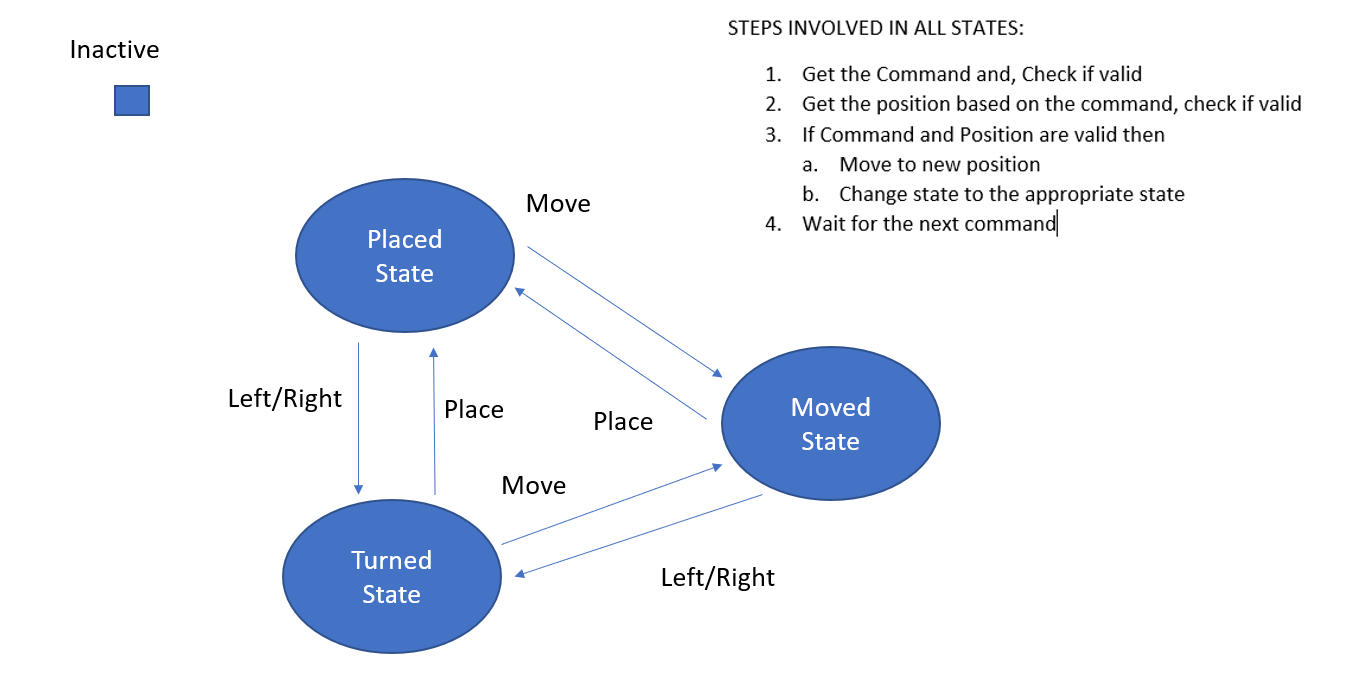 STEPS INVOLVED IN ALL STATES:
Inactive
1. Get the Command and, Check if valid
2. Get the position based on the command, check if valid
3. If Command and Position are valid then
a. Move to new position
b. Change state to the appropriate state
4. Wait for the next command
Move
Placed
State
Left/Right
Place
Place
Moved
State
Move
Turned
State
Left/Right